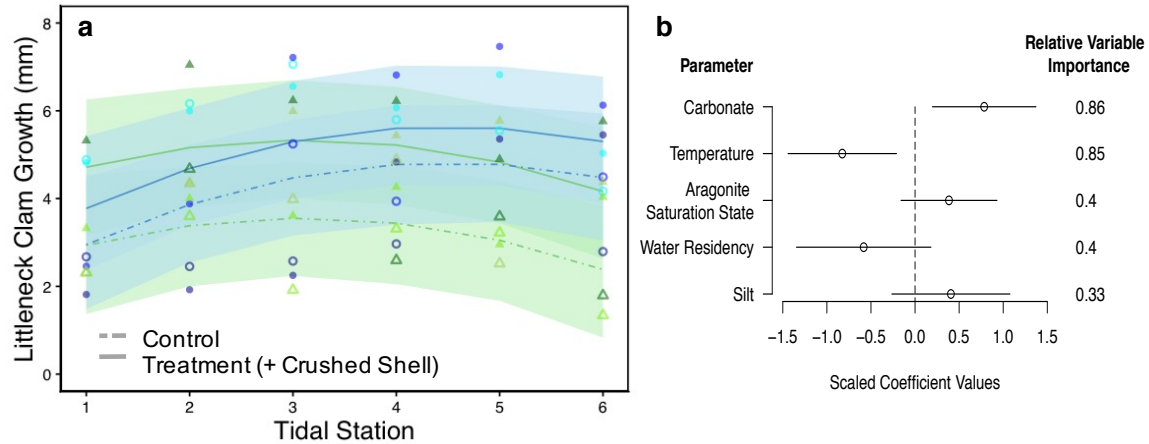 a
Littleneck Clam Growth (mm)
8
6
4
2
0
Control
Treatment (+ Crushed Shell)
1 2 3 4 5 6
Tidal Station
b
Parameter
Relative Variable
Importance
Carbonate 0.86
Temperature 0.85
Aragonite
Saturation State 0.4
Water Residency 0.4
Silt 0.33
−1.5 −1.0 −0.5 0.0 0.5 1.0 1.5
Scaled Coefficient Values